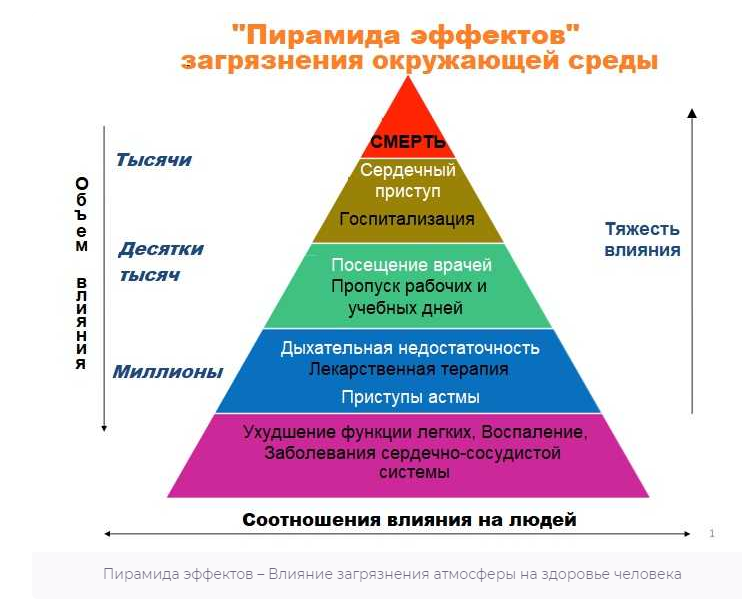 "Пирамида эффектов"
загрязнения окружающей среды
СМЕРТЬ
Сердечный
приступ
Госпитализация
Посещение врачей
Пропуск рабочих и
учебных дней
Дыхательная недостаточность
Лекарственная терапия
Приступы астмы
Ухудшение функции легких, Воспаление,
Заболевания сердечно-сосудистой
системы
Объем влияния
Тысячи
Десятки
тысяч
Миллионы
Тяжесть
влияния
Соотношения влияния на людей
1
Пирамида эффектов – Влияние загрязнения атмосферы на здоровье человека